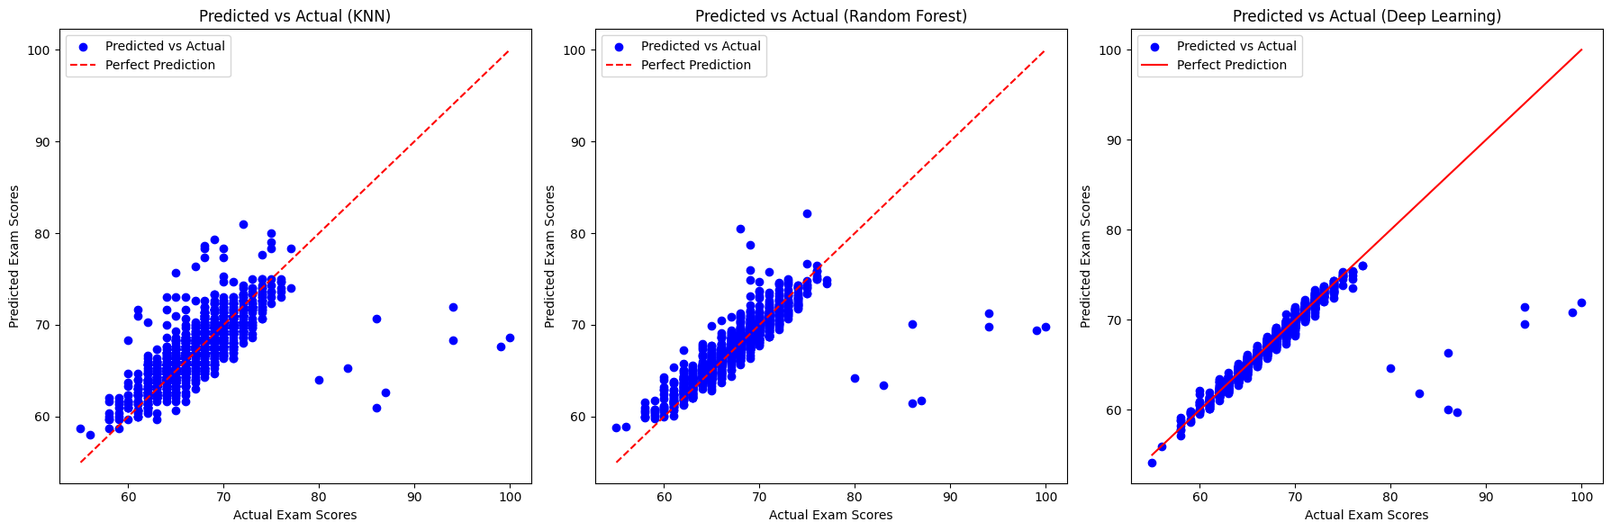 Predicted vs Actual (KNN)
Predicted vs Actual
Perfect Prediction
100
90
80
70
60
Predicted Exam Scores
60
70
80
90
100
Actual Exam Scores
Predicted vs Actual (Random Forest)
Predicted vs Actual
Perfect Prediction
100
90
80
70
60
Predicted Exam Scores
60
70
80
90
100
Actual Exam Scores
Predicted vs Actual (Deep Learning)
Predicted vs Actual
Perfect Prediction
100
90
80
70
60
Predicted Exam Scores
60
70
80
90
100
Actual Exam Scores